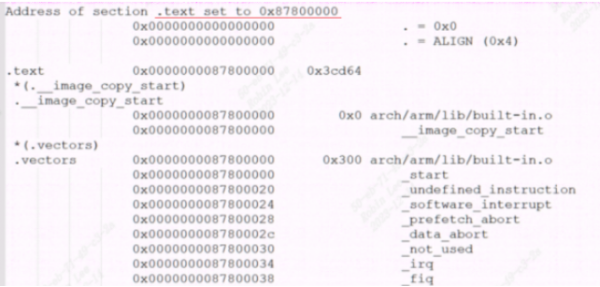 Address of section .text set to 0x87800000
0x0000000000000000 . = 0x0
0x0000000000000000 . = ALIGN (0x4)
.text 0x0000000087800000 0x3cd64
*(.__image_copy_start)
.__image_copy_start
0x0000000087800000 0x0 arch/arm/lib/built-in.o
0x0000000087800000 __image_copy_start
*(.vectors)
.vectors 0x0000000087800000 0x300 arch/arm/lib/built-in.o
0x0000000087800000 _start
0x0000000087800020 _undefined_instruction
0x0000000087800024 _software_interrupt
0x0000000087800028 _prefetch_abort
0x000000008780002c _data_abort
0x0000000087800030 _not_used
0x0000000087800034 _irq
0x0000000087800038 _fiq